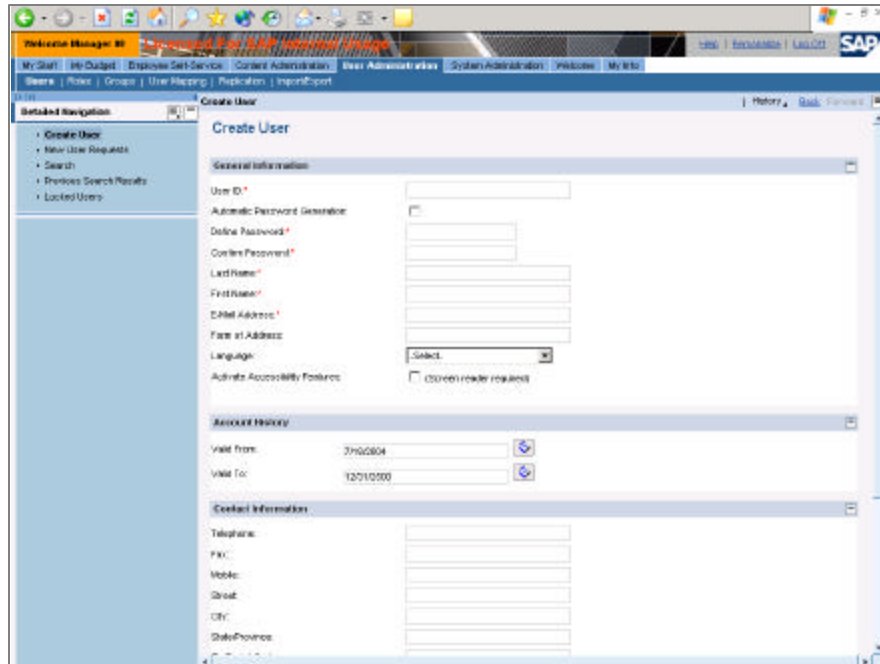 Welcome Manager 80 Licensed For SAP Internal Usage Help | Personalize | Log Off SAP
My Staff My Budget Employee Self-Service Content Administration User Administration System Administration Welcome My Info
Users | Roles | Groups | User Mapping | Replication | Import/Export
Create User | History Back Forward
Detailed Navigation
Create User
Create User
New User Requests
Search
Previous Search Results
Locked Users
General Information
User ID:*
Automatic Password Generation:
Define Password:*
Confirm Password:*
Last Name:*
First Name:*
E-Mail Address:*
Form of Address:
Language: Select.
Activate Accessibility Features: (Screen reader required)
Account History
Valid From: 7/19/2004
Valid To:
Contact Information
Telephone:
Fax:
Mobile:
Street:
City:
State/Province: